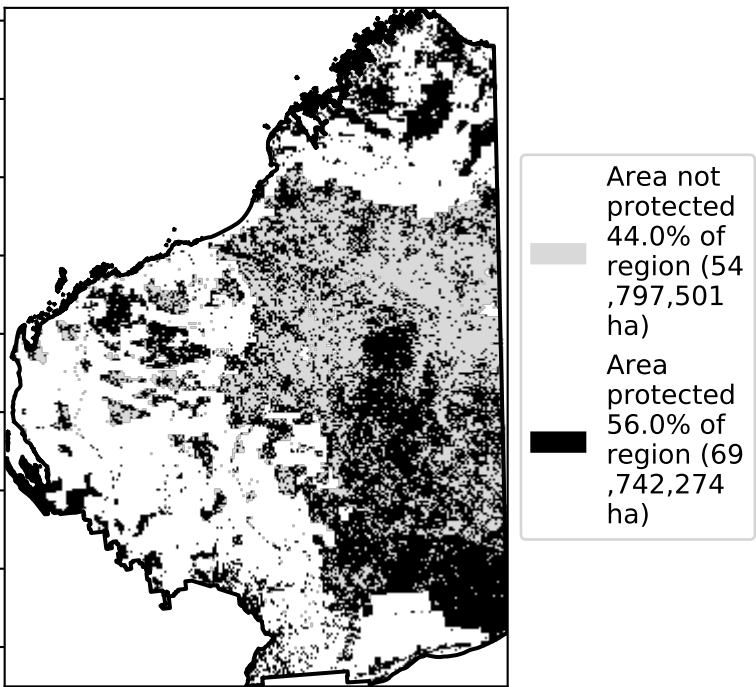 Area not
protected
44.0% of
region (54
,797,501
ha)
Area
protected
56.0% of
region (69
,742,274
ha)